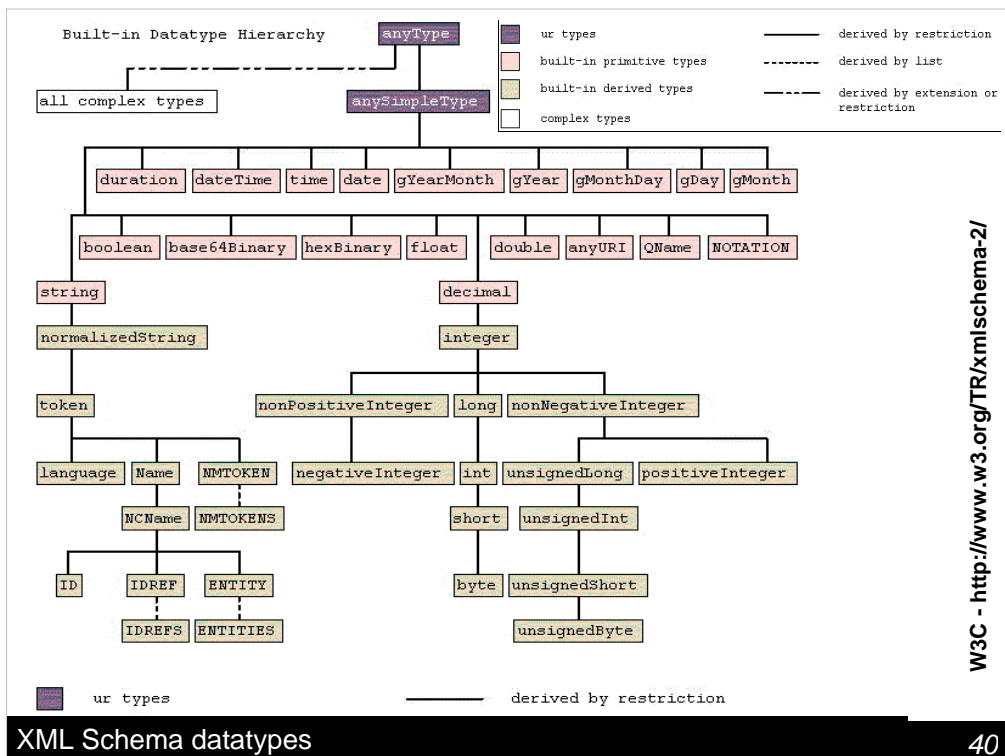 Built-in Datatype Hierarchy
anyType
all complex types
anySimpleType
ur types
built-in primitive types
built-in derived types
complex types
derived by restriction
derived by list
derived by extension or
restriction
duration dateTime time date gYearMonth gYear gMonthDay gDay gMonth
boolean base64Binary hexBinary float double anyURI QName NOTATION
string decimal
normalizedString integer
token nonPositiveInteger long nonNegativeInteger
language Name NMTOKEN negativeInteger int unsignedLong positiveInteger
NCName NMTOKENS short unsignedInt
ID IDREF ENTITY byte unsignedShort
IDREFS ENTITIES unsignedByte
W3C - http://www.w3.org/TR/xmlschema-2/
ur types derived by restriction
XML Schema datatypes 40